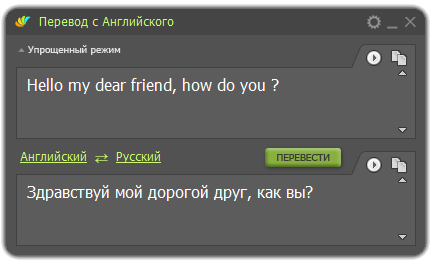 Перевод с Английского
Упрощенный режим
Hello my dear friend, how do you ?
Английский Русский ПЕРЕВЕСТИ
Здравствуй мой дорогой друг, как вы?